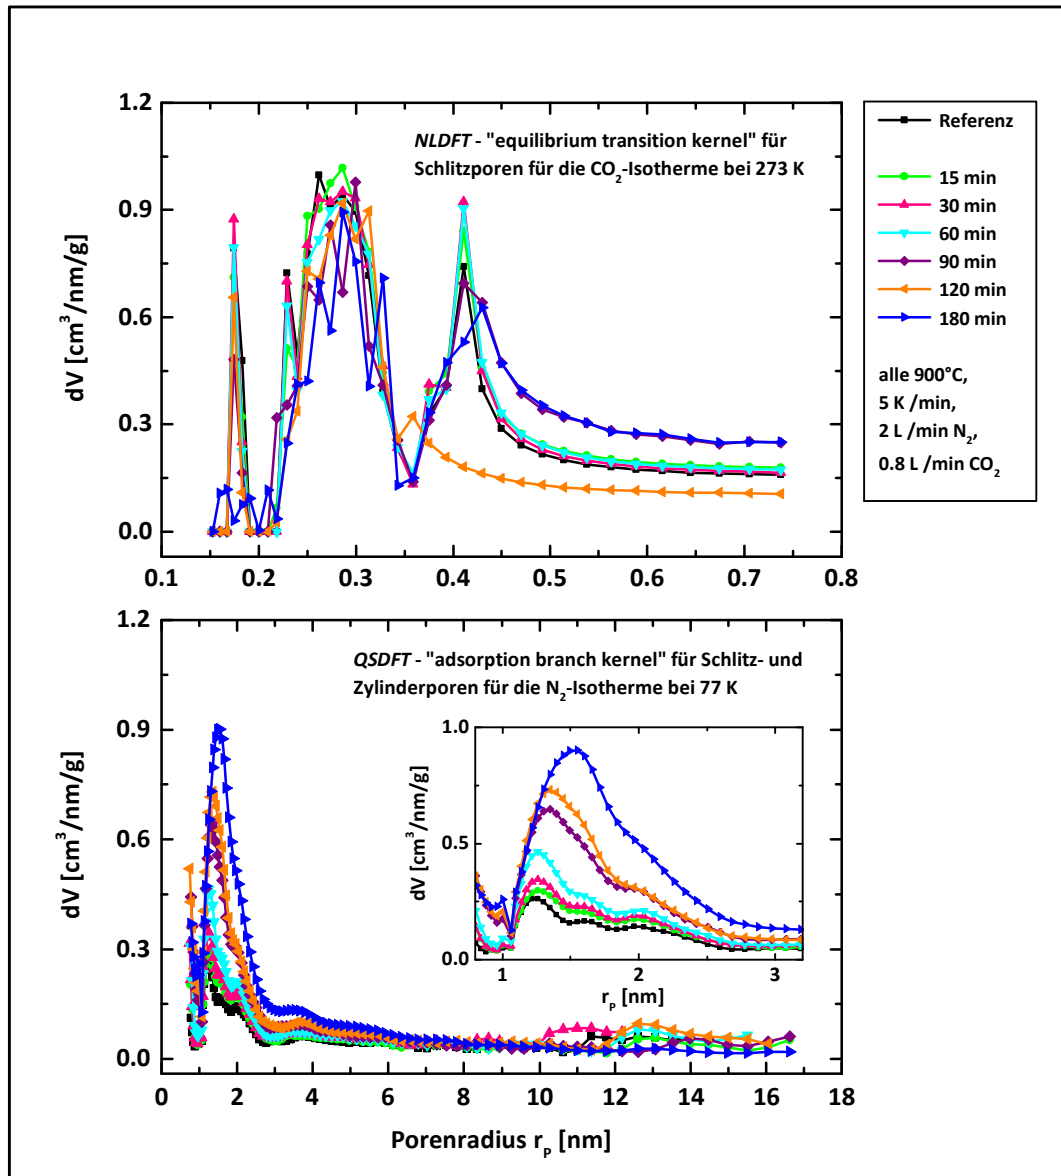 1.2
0.9
0.6
0.3
0.0
dV [cm³/nm/g]
NLDFT - "equilibrium transition kernel" für
Schlitzporen für die CO₂-Isotherme bei 273 K
0.1 0.2 0.3 0.4 0.5 0.6 0.7 0.8
Referenz
15 min
30 min
60 min
90 min
120 min
180 min
alle 900°C,
5 K /min,
2 L /min N₂,
0.8 L /min CO₂
1.2
0.9
0.6
0.3
0.0
dV [cm³/nm/g]
QSDFT - "adsorption branch kernel" für Schlitz- und
Zylinderporen für die N₂-Isotherme bei 77 K
1.0
0.5
0.0
dV [cm³/nm/g]
1 2 3
rₚ [nm]
0 2 4 6 8 10 12 14 16 18
Porenradius rₚ [nm]